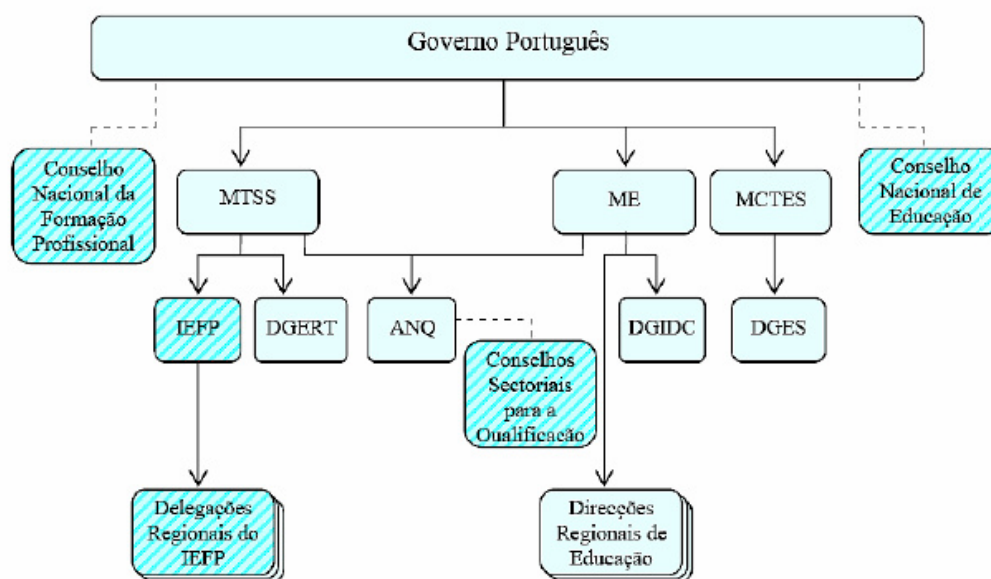 Governo Português
Conselho
Nacional da
Formação
Profissional
MTSS
ME
MCTES
Conselho
Nacional de
Educação
IEFP
DGERT
ANQ
DGIDC
DGES
Conselhos
Sectoriais
para a
Qualificação
Delegações
Regionais do
IEFP
Direcções
Regionais de
Educação